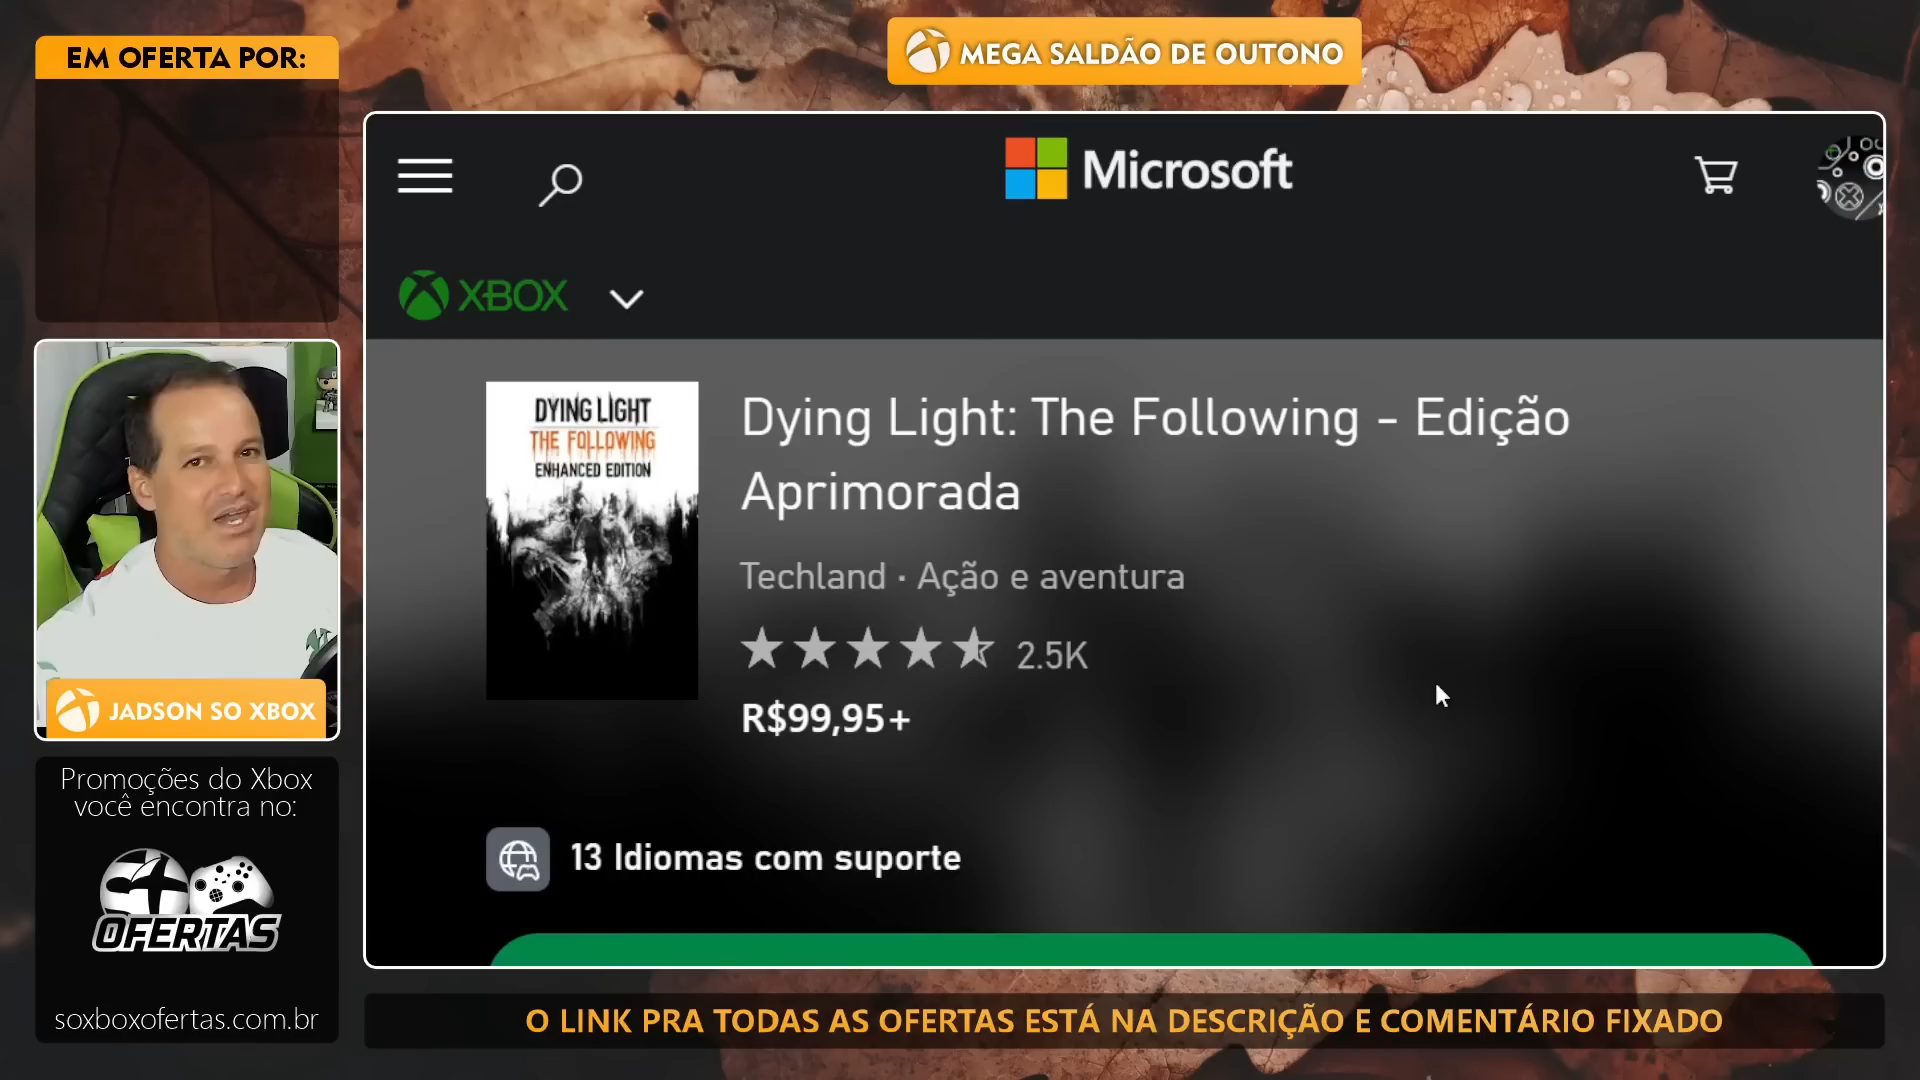 EM OFERTA POR:
MEGA SALDÃO DE OUTONO
Microsoft
XBOX
DYING LIGHT
THE FOLLOWING
ENHANCED EDITION
Dying Light: The Following - Edição
Aprimorada
Techland · Ação e aventura
2.5K
R$99,95+
13 Idiomas com suporte
JADSON SO XBOX
Promoções do Xbox
você encontra no:
OFERTAS
soxboxofertas.com.br
O LINK PRA TODAS AS OFERTAS ESTÁ NA DESCRIÇÃO E COMENTÁRIO FIXADO